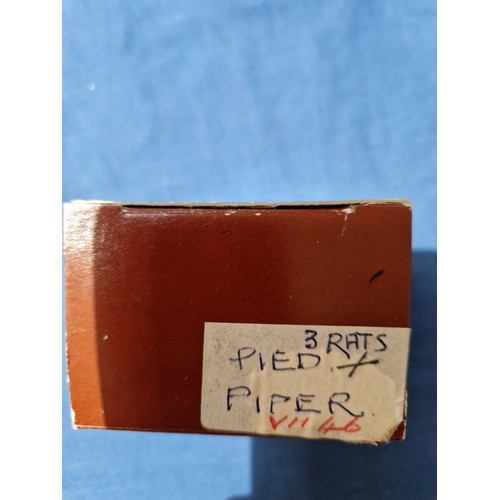 3 RATS
PIED +
PIPER.
VII 46